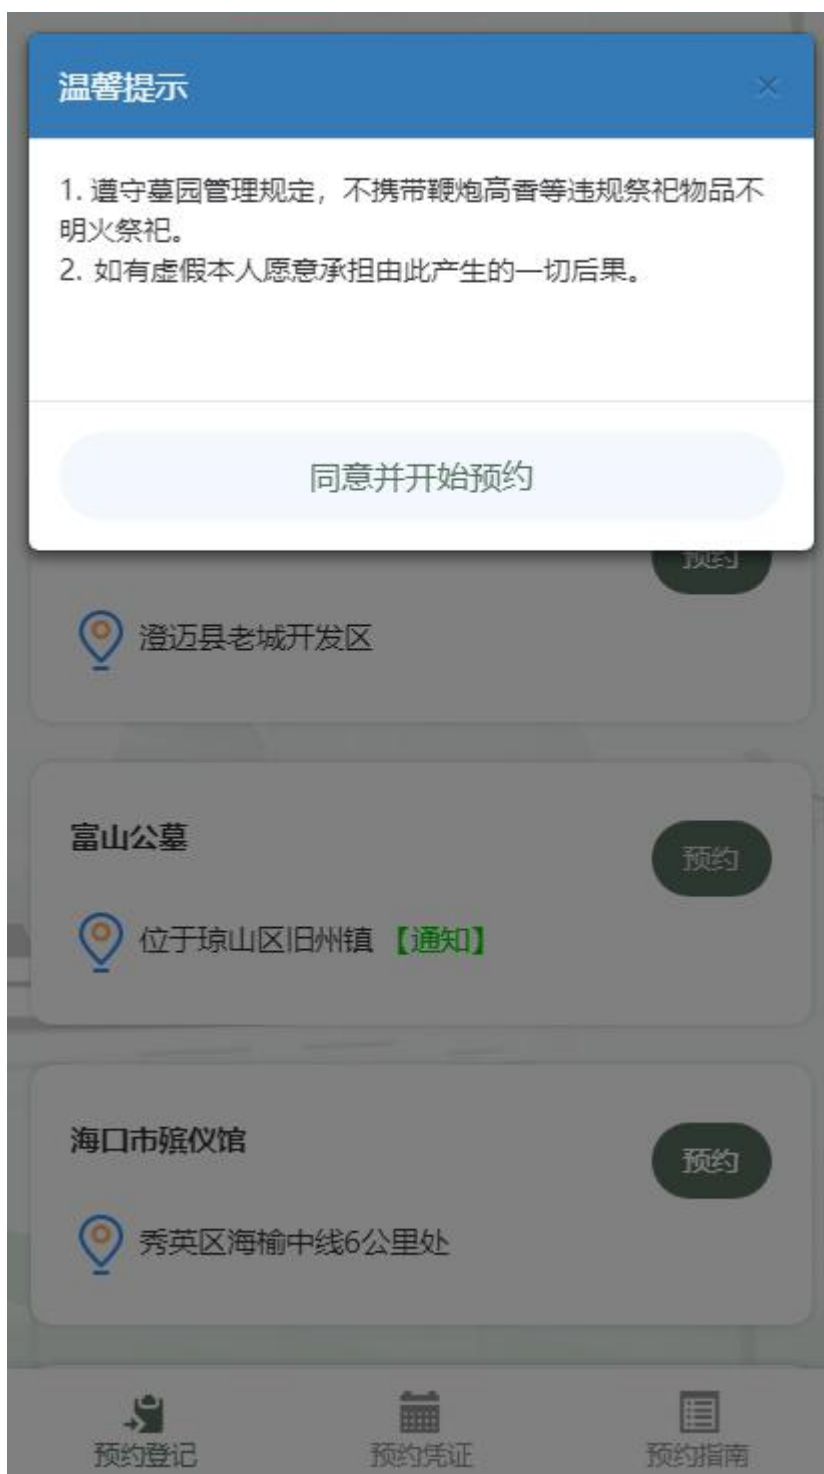 温馨提示
×
1. 遵守墓园管理规定，不携带鞭炮高香等违规祭祀物品不
明火祭祀。
2. 如有虚假本人愿意承担由此产生的一切后果。
同意并开始预约
预约
澄迈县老城开发区
富山公墓
预约
位于琼山区旧州镇【通知】
海口市殡仪馆
预约
秀英区海榆中线6公里处
预约登记
预约凭证
预约指南